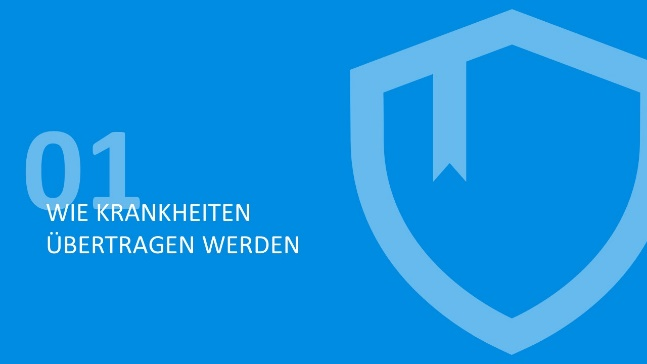 01
WIE KRANKHEITEN
ÜBERTRAGEN WERDEN